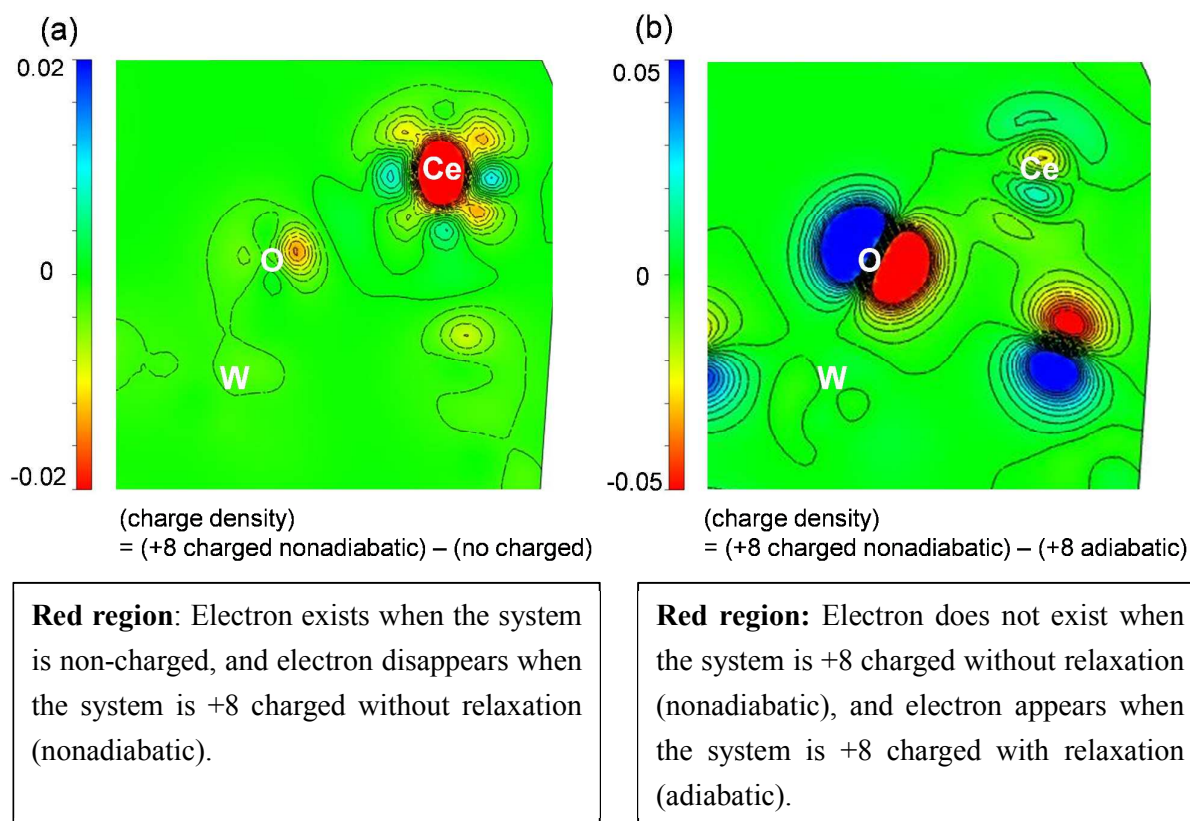 (a)
0.02
0
-0.02
Ce
O
W
(charge density)
= (+8 charged nonadiabatic) – (no charged)
Red region: Electron exists when the system
is non-charged, and electron disappears when
the system is +8 charged without relaxation
(nonadiabatic).
(b)
0.05
0
-0.05
Ce
O
W
(charge density)
= (+8 charged nonadiabatic) – (+8 adiabatic)
Red region: Electron does not exist when
the system is +8 charged without relaxation
(nonadiabatic), and electron appears when
the system is +8 charged with relaxation
(adiabatic).